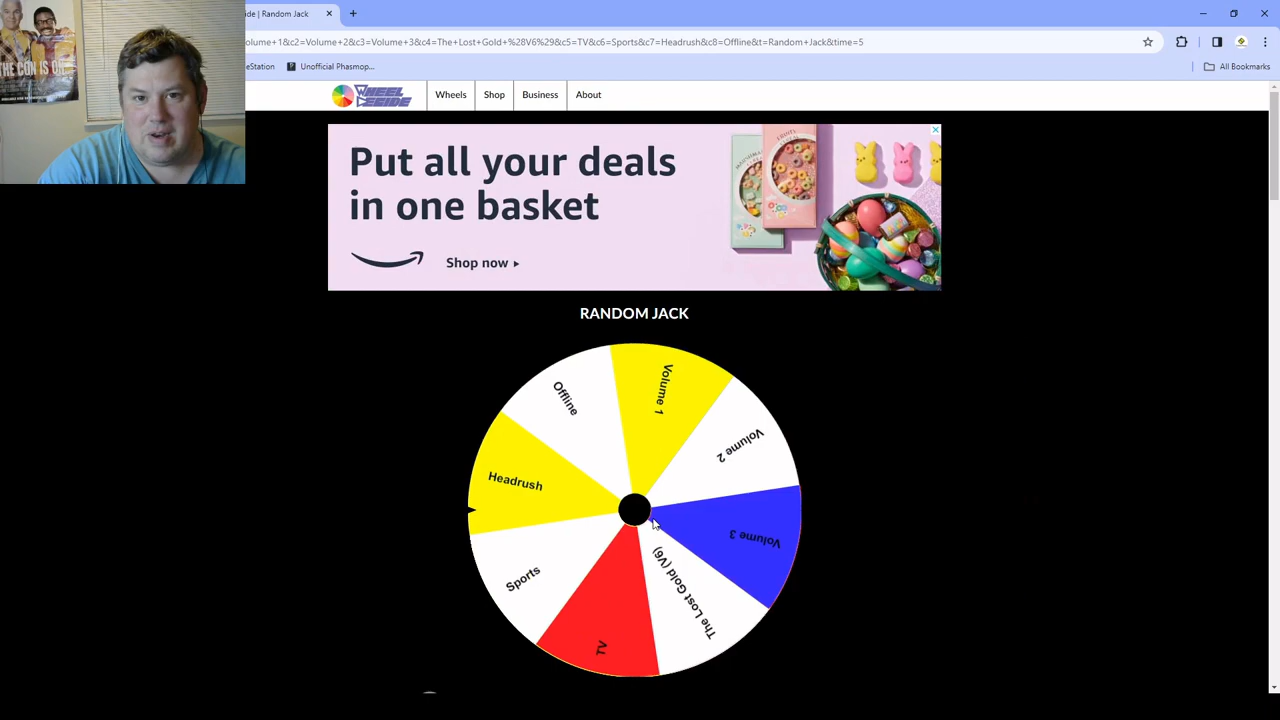 THE CON IS ON
ide | Random Jack
olume+1&c2=Volume+2&c3=Volume+3&c4=The+Lost+Gold+%28V6%29&c5=TV&c6=Sports&c7=Headrush&c8=Offline&t=Random+Jack&time=5
eStation
Unofficial Phasmop...
All Bookmarks
WHEEL DECIDE
Wheels
Shop
Business
About
Put all your deals
in one basket
Shop now
RANDOM JACK
Volume 1
Volume 2
Volume 3
The Lost Gold (V6)
TV
Sports
Headrush
Offline